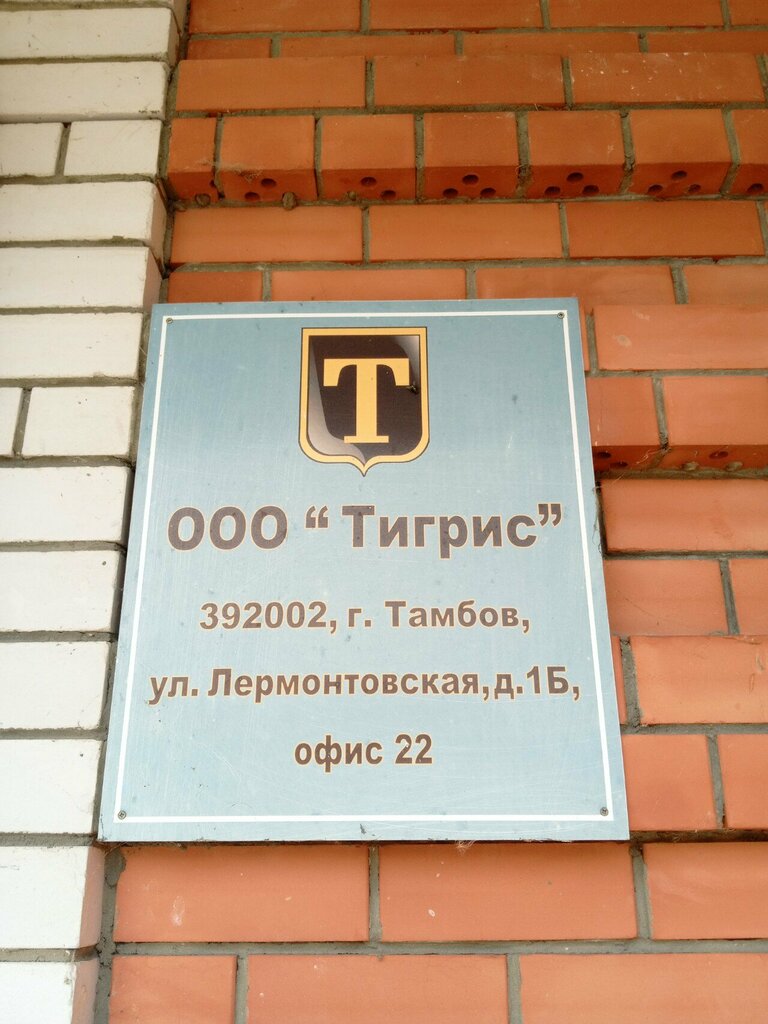 Т
ООО “Тигрис”
392002, г. Тамбов,
ул. Лермонтовская,д.1Б,
офис 22